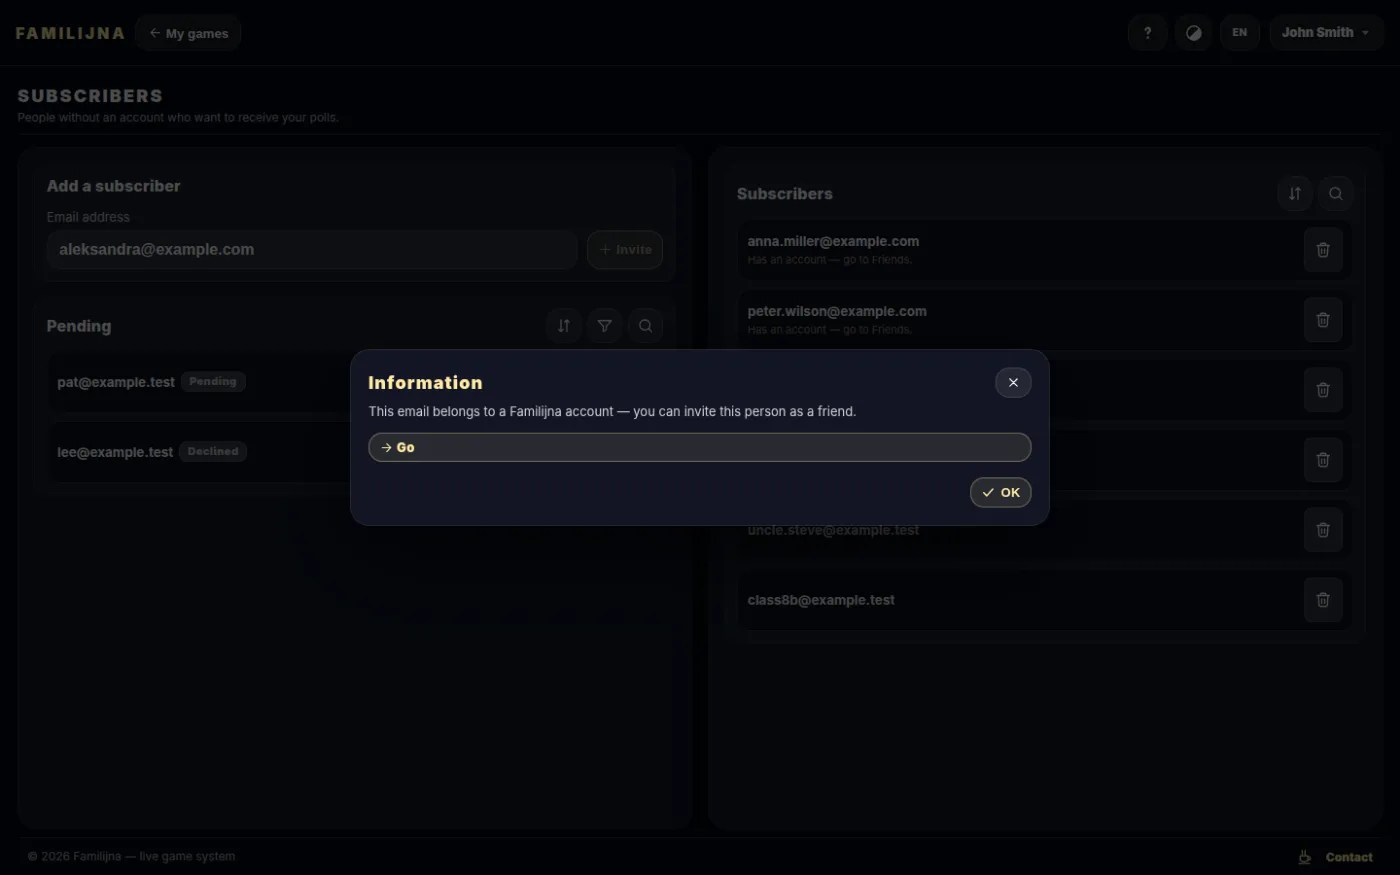 FAMILIJNA
← My games
?
EN
John Smith
SUBSCRIBERS
People without an account who want to receive your polls.
Add a subscriber
Email address
aleksandra@example.com
+ Invite
Pending
pat@example.test Pending
lee@example.test Declined
Subscribers
anna.miller@example.com
Has an account — go to Friends.
peter.wilson@example.com
Has an account — go to Friends.
uncle.steve@example.test
class8b@example.test
Information
This email belongs to a Familijna account — you can invite this person as a friend.
→ Go
✓ OK
© 2026 Familijna — live game system
Contact